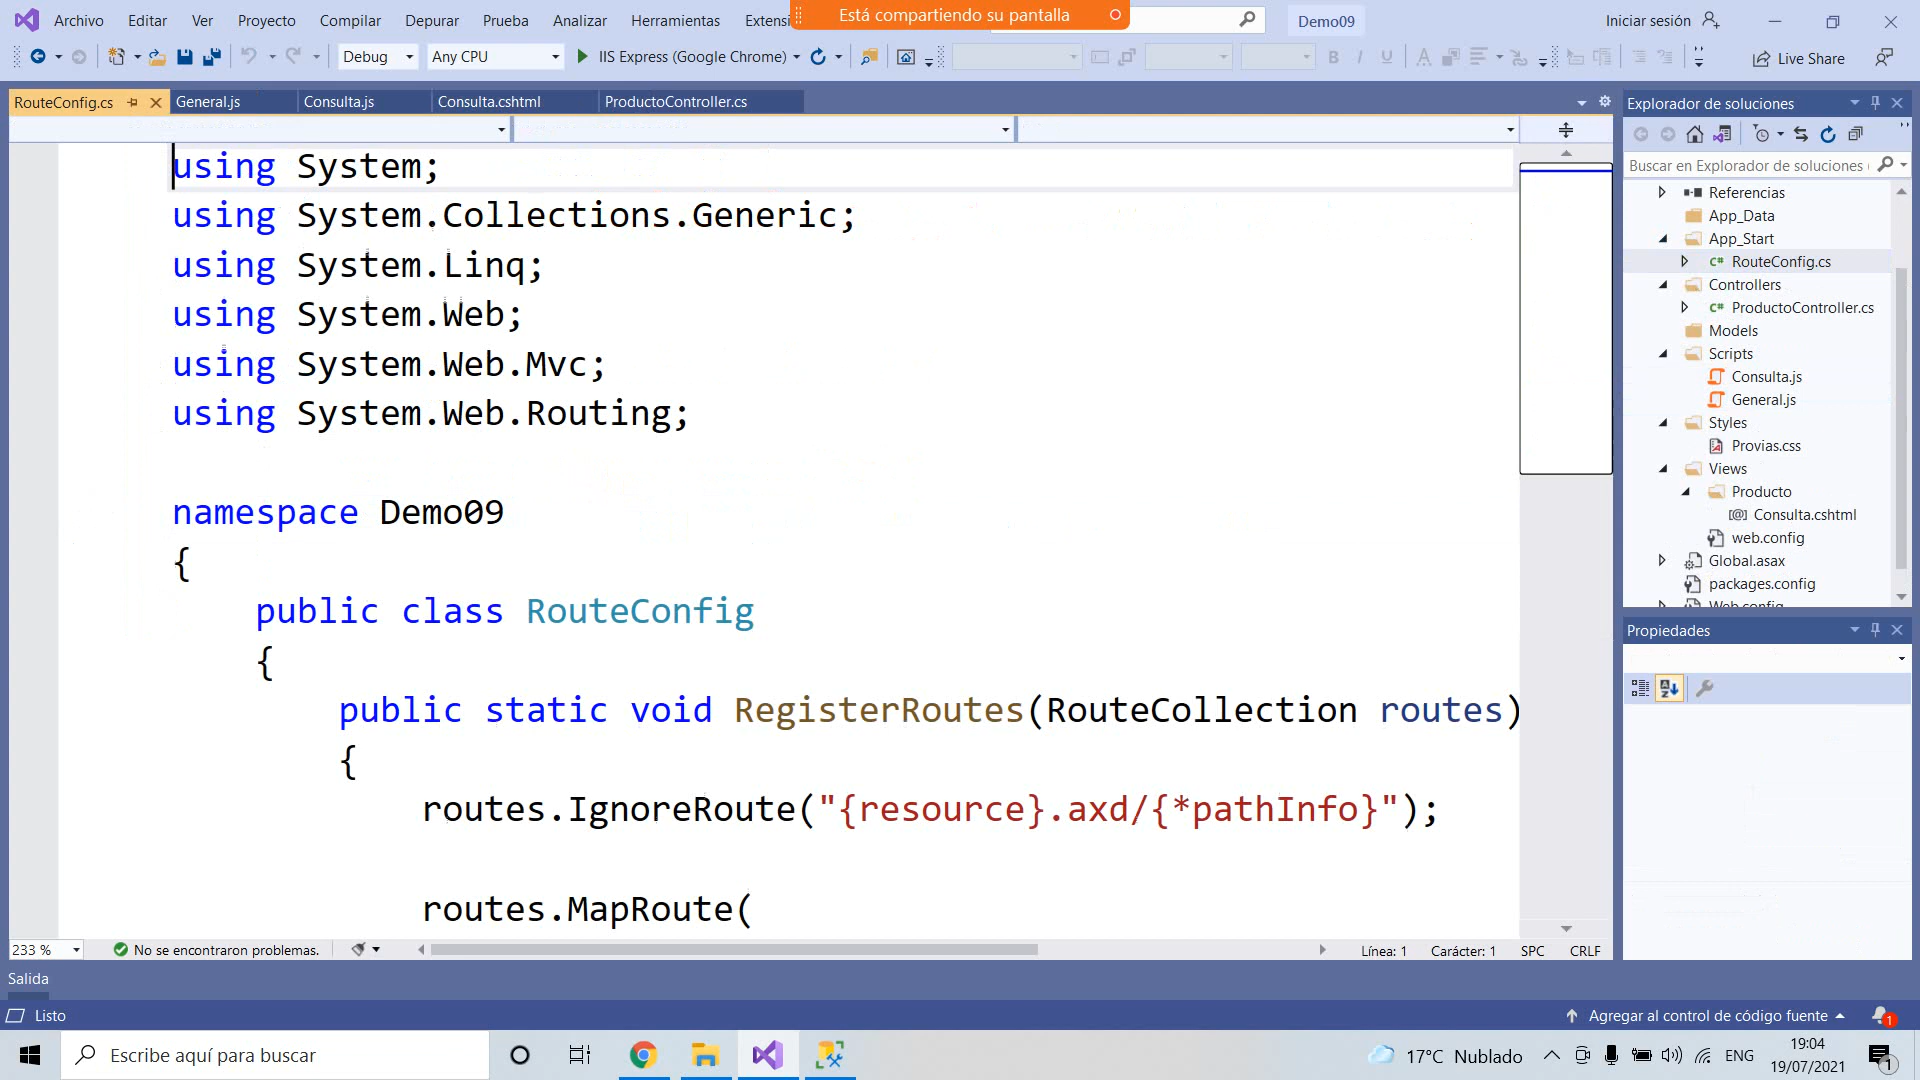 Archivo Editar Ver Proyecto Compilar Depurar Prueba Analizar Herramientas Extensi
Está compartiendo su pantalla
Demo09
Iniciar sesión
Debug Any CPU IIS Express (Google Chrome)
Live Share
RouteConfig.cs General.js Consulta.js Consulta.cshtml ProductoController.cs
using System;
using System.Collections.Generic;
using System.Linq;
using System.Web;
using System.Web.Mvc;
using System.Web.Routing;
namespace Demo09
{
public class RouteConfig
{
public static void RegisterRoutes(RouteCollection routes)
{
routes.IgnoreRoute("{resource}.axd/{*pathInfo}");
routes.MapRoute(
233 % No se encontraron problemas. Línea: 1 Carácter: 1 SPC CRLF
Explorador de soluciones
Buscar en Explorador de soluciones (
Referencias
App_Data
App_Start
C# RouteConfig.cs
Controllers
C# ProductoController.cs
Models
Scripts
Consulta.js
General.js
Styles
Provias.css
Views
Producto
[@] Consulta.cshtml
web.config
Global.asax
packages.config
Web.config
Propiedades
Salida
Listo
Agregar al control de código fuente
1
Escribe aquí para buscar
17°C Nublado
ENG
19:04
19/07/2021
1